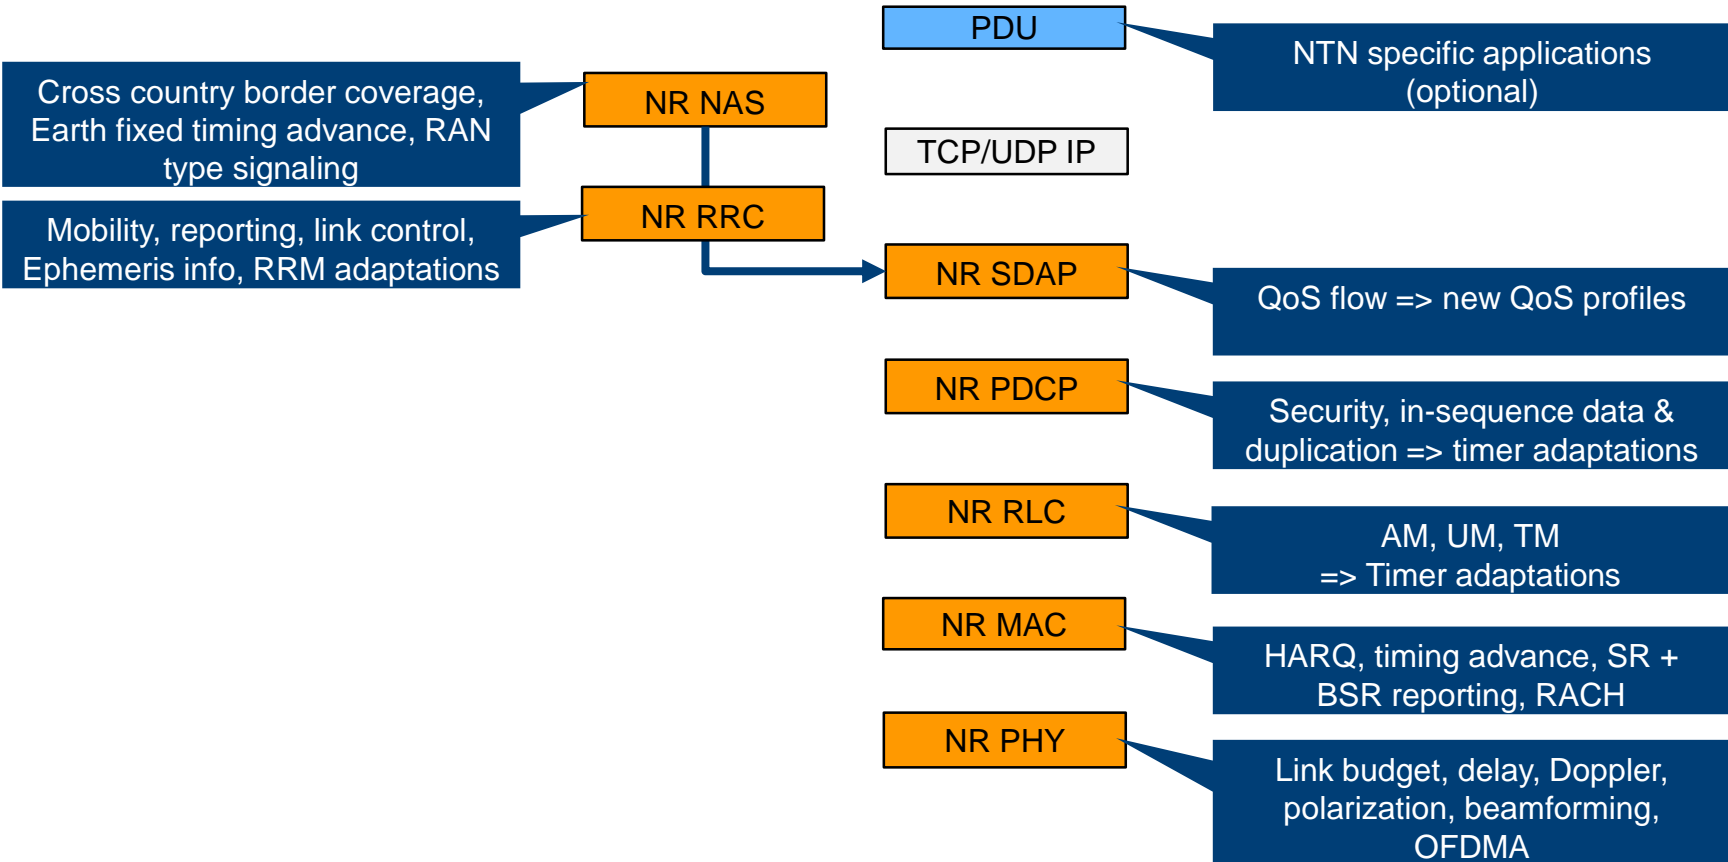 PDU
NTN specific applications
(optional)
Cross country border coverage,
Earth fixed timing advance, RAN
type signaling
NR NAS
TCP/UDP IP
NR RRC
Mobility, reporting, link control,
Ephemeris info, RRM adaptations
NR SDAP
QoS flow => new QoS profiles
NR PDCP
Security, in-sequence data &
duplication => timer adaptations
NR RLC
AM, UM, TM
=> Timer adaptations
NR MAC
HARQ, timing advance, SR +
BSR reporting, RACH
NR PHY
Link budget, delay, Doppler,
polarization, beamforming,
OFDMA